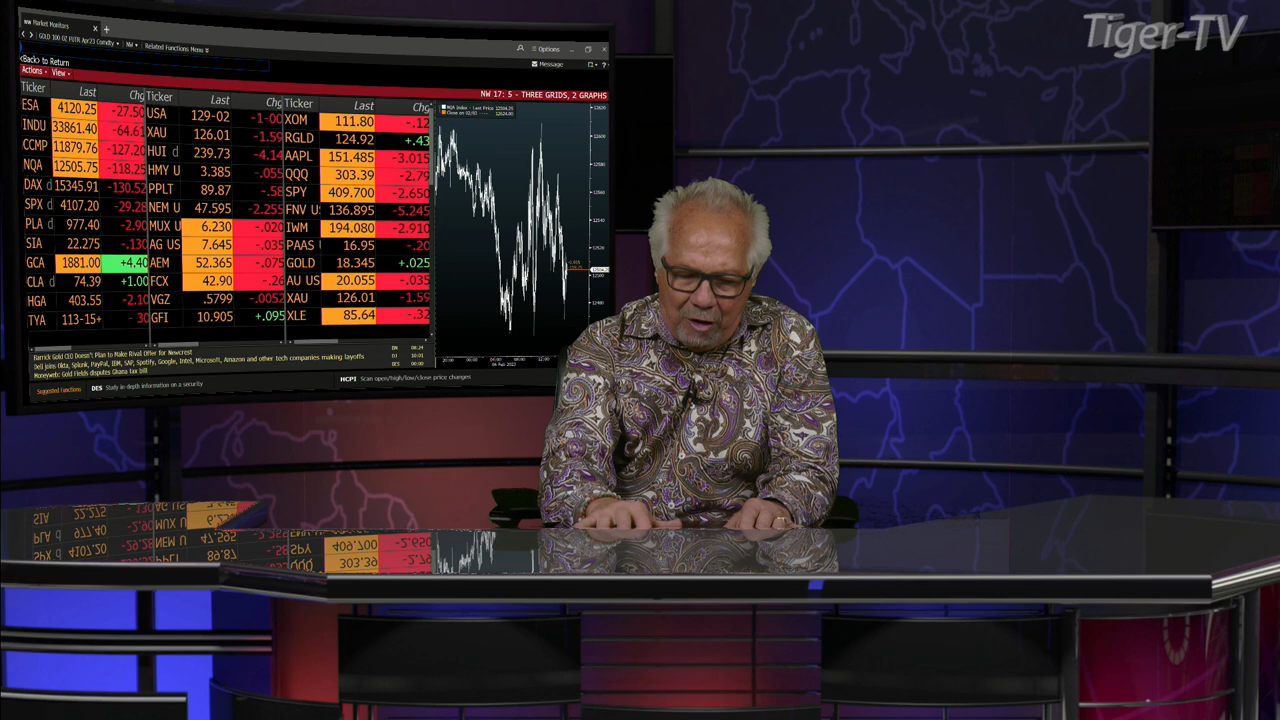 Tiger-TV
Market Monitors
GOLD 100 OZ FUTR Apr23 Comdty NW Related Functions Menu
Options
<Back> to Return
Message
Actions View
NW 17: 5 - THREE GRIDS, 2 GRAPHS
Ticker Last Chg Ticker Last Chg Ticker Last Chg
ESA 4120.25 -27.50 USA 129-02 -1-00 XOM 111.80 -.12
INDU 33861.40 -64.61 XAU 126.01 -1.59 RGLD 124.92 +.43
CCMP 11879.76 -127.20 HUI d 239.73 -4.14 AAPL 151.485 -3.015
NQA 12505.75 -118.25 HMY U 3.385 -.055 QQQ 303.39 -2.79
DAX d 15345.91 -130.52 PPLT 89.87 -.58 SPY 409.700 -2.650
SPX d 4107.20 -29.28 NEM U 47.595 -2.255 FNV U 136.895 -5.245
PLA d 977.40 -2.90 MUX U 6.230 -.020 IWM 194.080 -2.910
SIA 22.275 -.130 AG US 7.645 -.035 PAAS 16.95 -.20
GCA 1881.00 +4.40 AEM 52.365 -.075 GOLD 18.345 +.025
CLA d 74.39 +1.00 FCX 42.90 -.26 AU US 20.055 -.035
HGA 403.55 -2.10 VGZ .5799 -.0052 XAU 126.01 -1.59
TYA 113-15+ -30 GFI 10.905 +.095 XLE 85.64 -.32
Barrick Gold CEO Doesn't Plan to Make Rival Offer for Newcrest
Dell Joins Okta, Splunk, PayPal, IBM, SAP, Spotify, Google, Intel, Microsoft, Amazon and other tech companies making layoffs
Moneyweb: Gold Fields disputes Ghana tax bill
Suggested Functions DES Study in-depth information on a security HCPI Scan open/high/low/close price changes